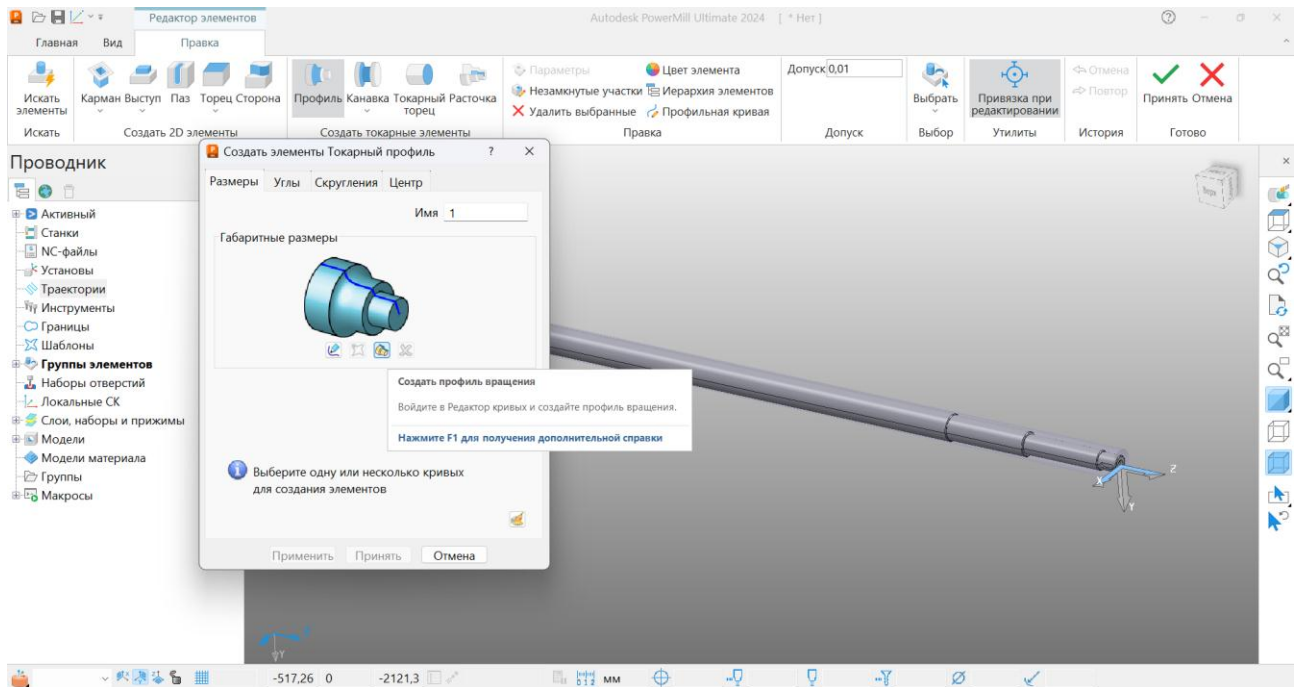 Редактор элементов
Autodesk PowerMill Ultimate 2024 [ * Нет ]
Главная Вид Правка
Искать элементы
Карман Выступ Паз Торец Сторона
Профиль Канавка Токарный торец Расточка
Параметры
Незамкнутые участки
Удалить выбранные
Цвет элемента
Иерархия элементов
Профильная кривая
Допуск 0,01
Выбрать
Привязка при редактировании
Отмена
Повтор
Принять Отмена
Искать Создать 2D элементы Создать токарные элементы Правка Допуск Выбор Утилиты История Готово
Проводник
Активный
Станки
NC-файлы
Установы
Траектории
Инструменты
Границы
Шаблоны
Группы элементов
Наборы отверстий
Локальные СК
Слои, наборы и прижимы
Модели
Модели материала
Группы
Макросы
Создать элементы Токарный профиль ? ×
Размеры Углы Скругления Центр
Имя 1
Габаритные размеры
Создать профиль вращения
Войдите в Редактор кривых и создайте профиль вращения.
Нажмите F1 для получения дополнительной справки
Выберите одну или несколько кривых
для создания элементов
Применить Принять Отмена
Z
X
Y
Y
-517,26 0 -2121,3 мм